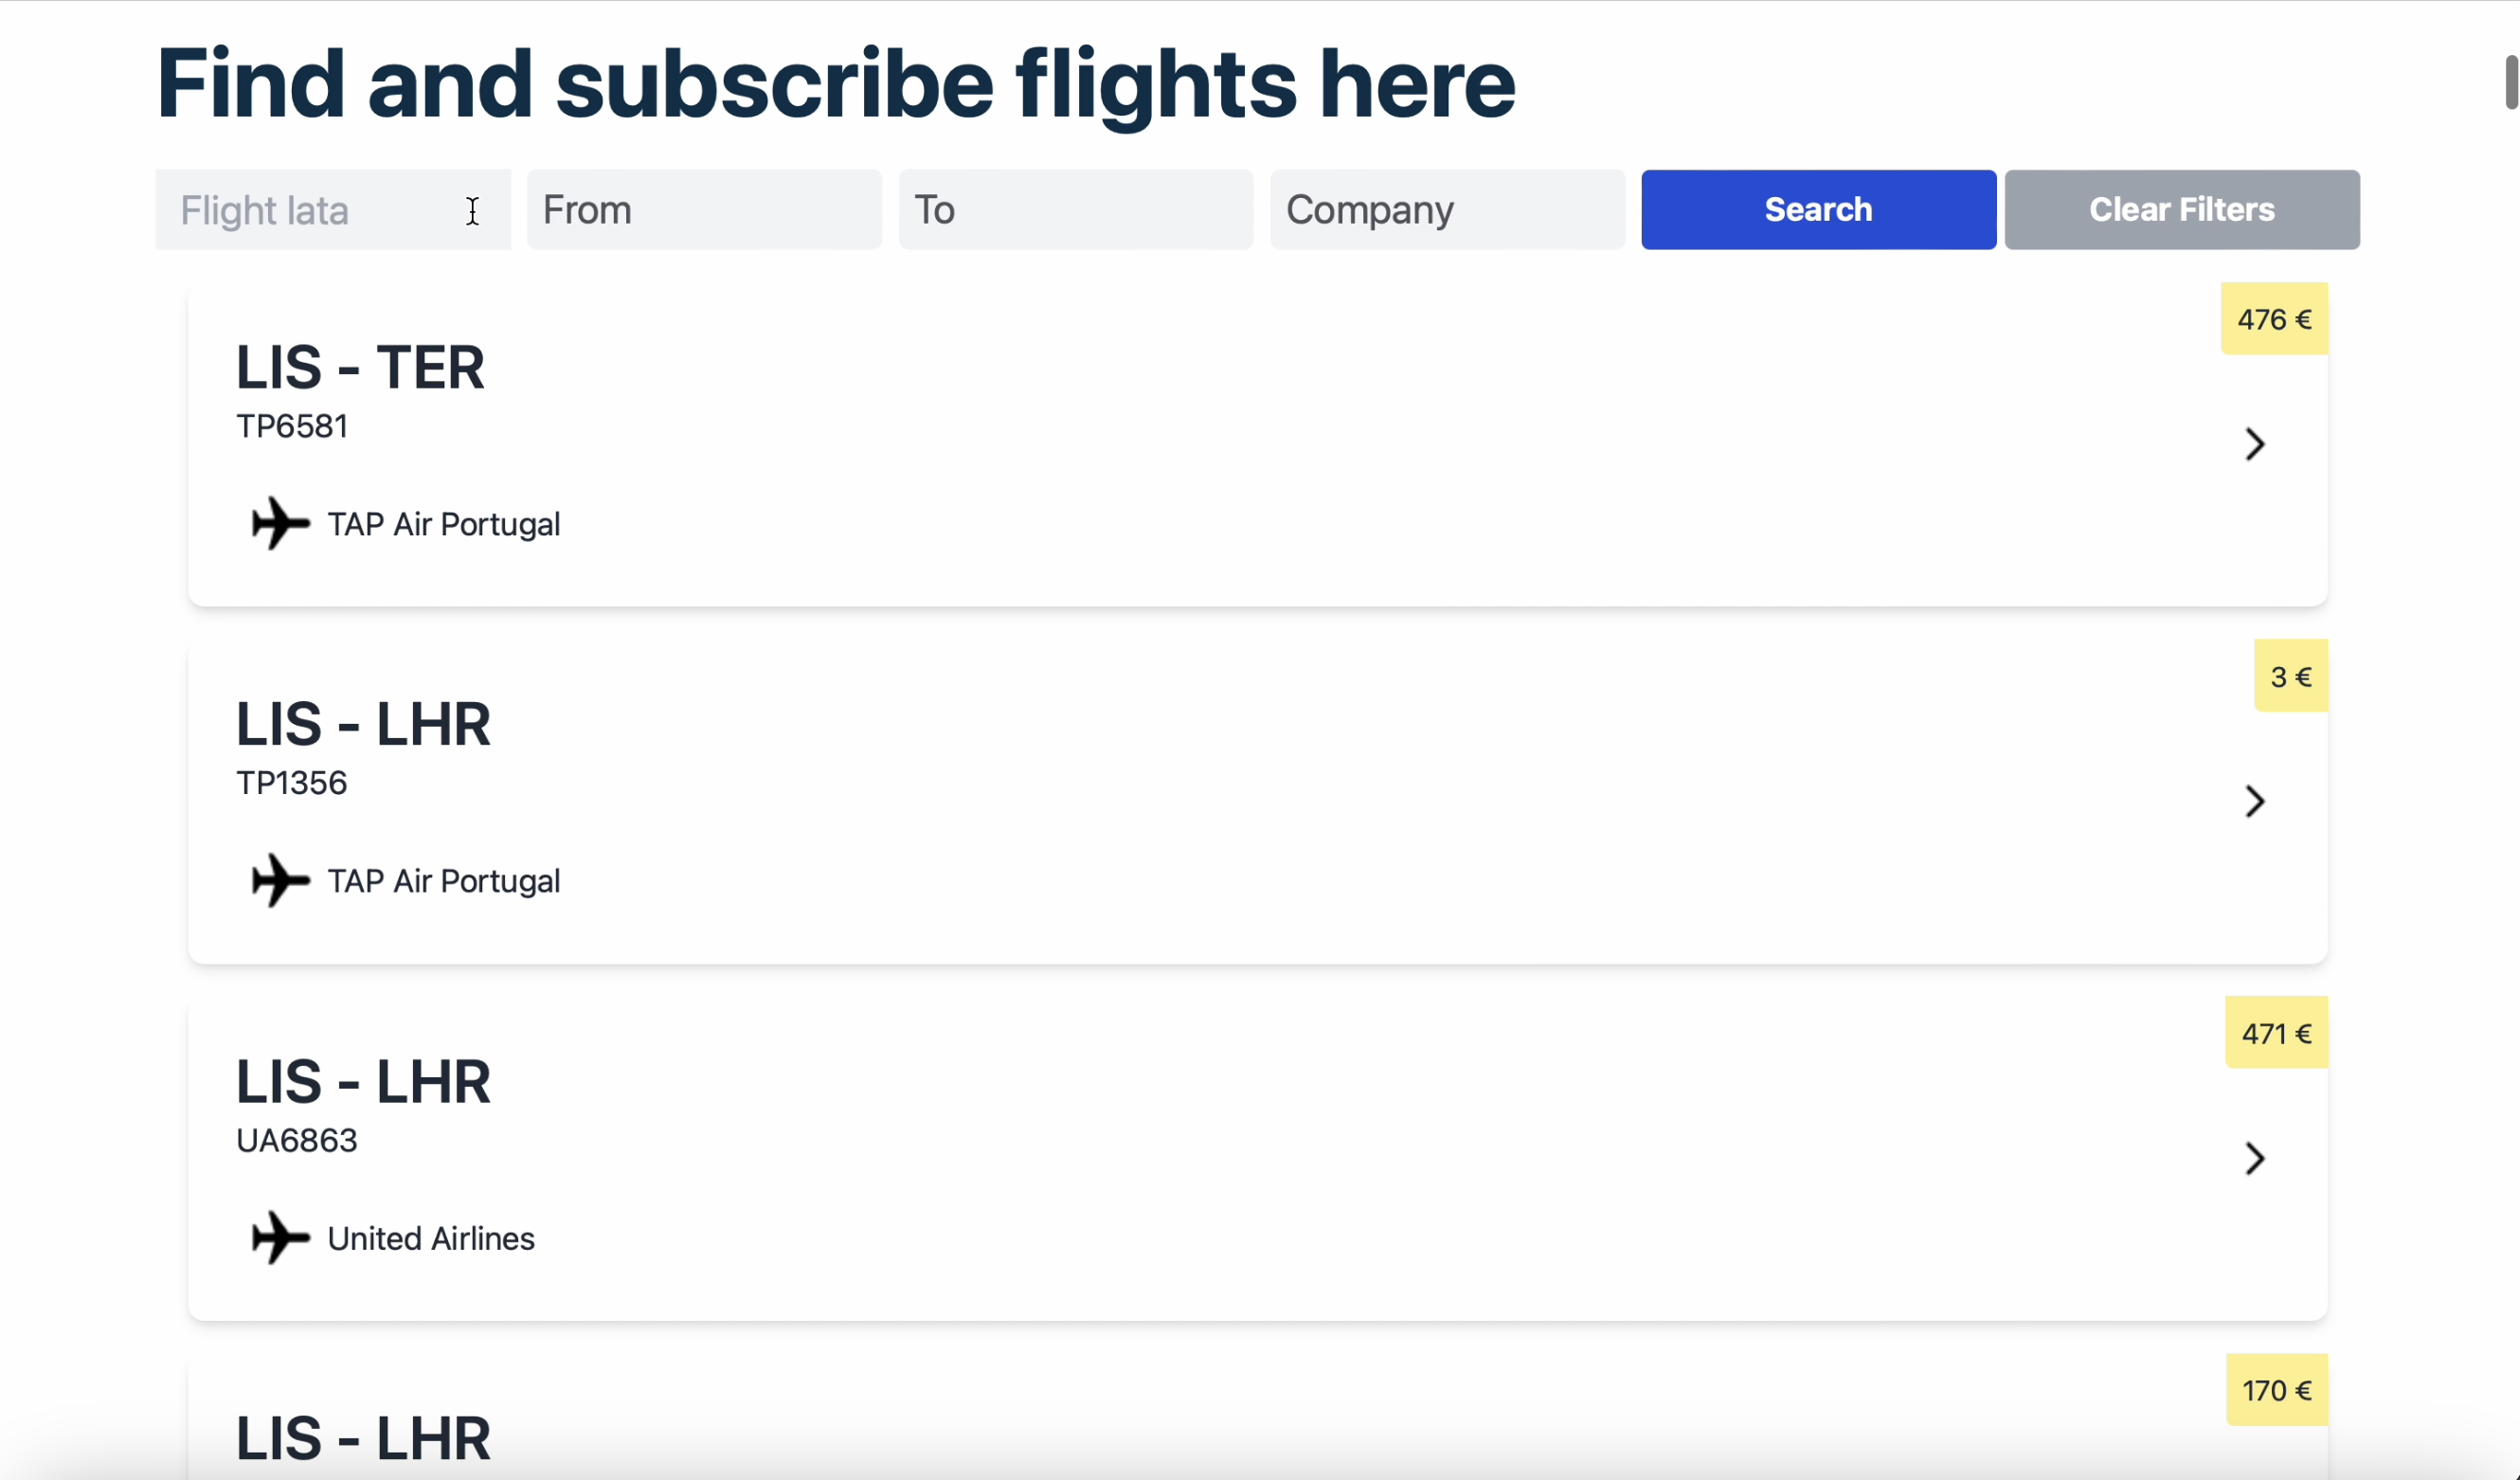 Find and subscribe flights here
Flight Iata
From
To
Company
Search
Clear Filters
476 €
LIS - TER
TP6581
TAP Air Portugal
3 €
LIS - LHR
TP1356
TAP Air Portugal
471 €
LIS - LHR
UA6863
United Airlines
170 €
LIS - LHR